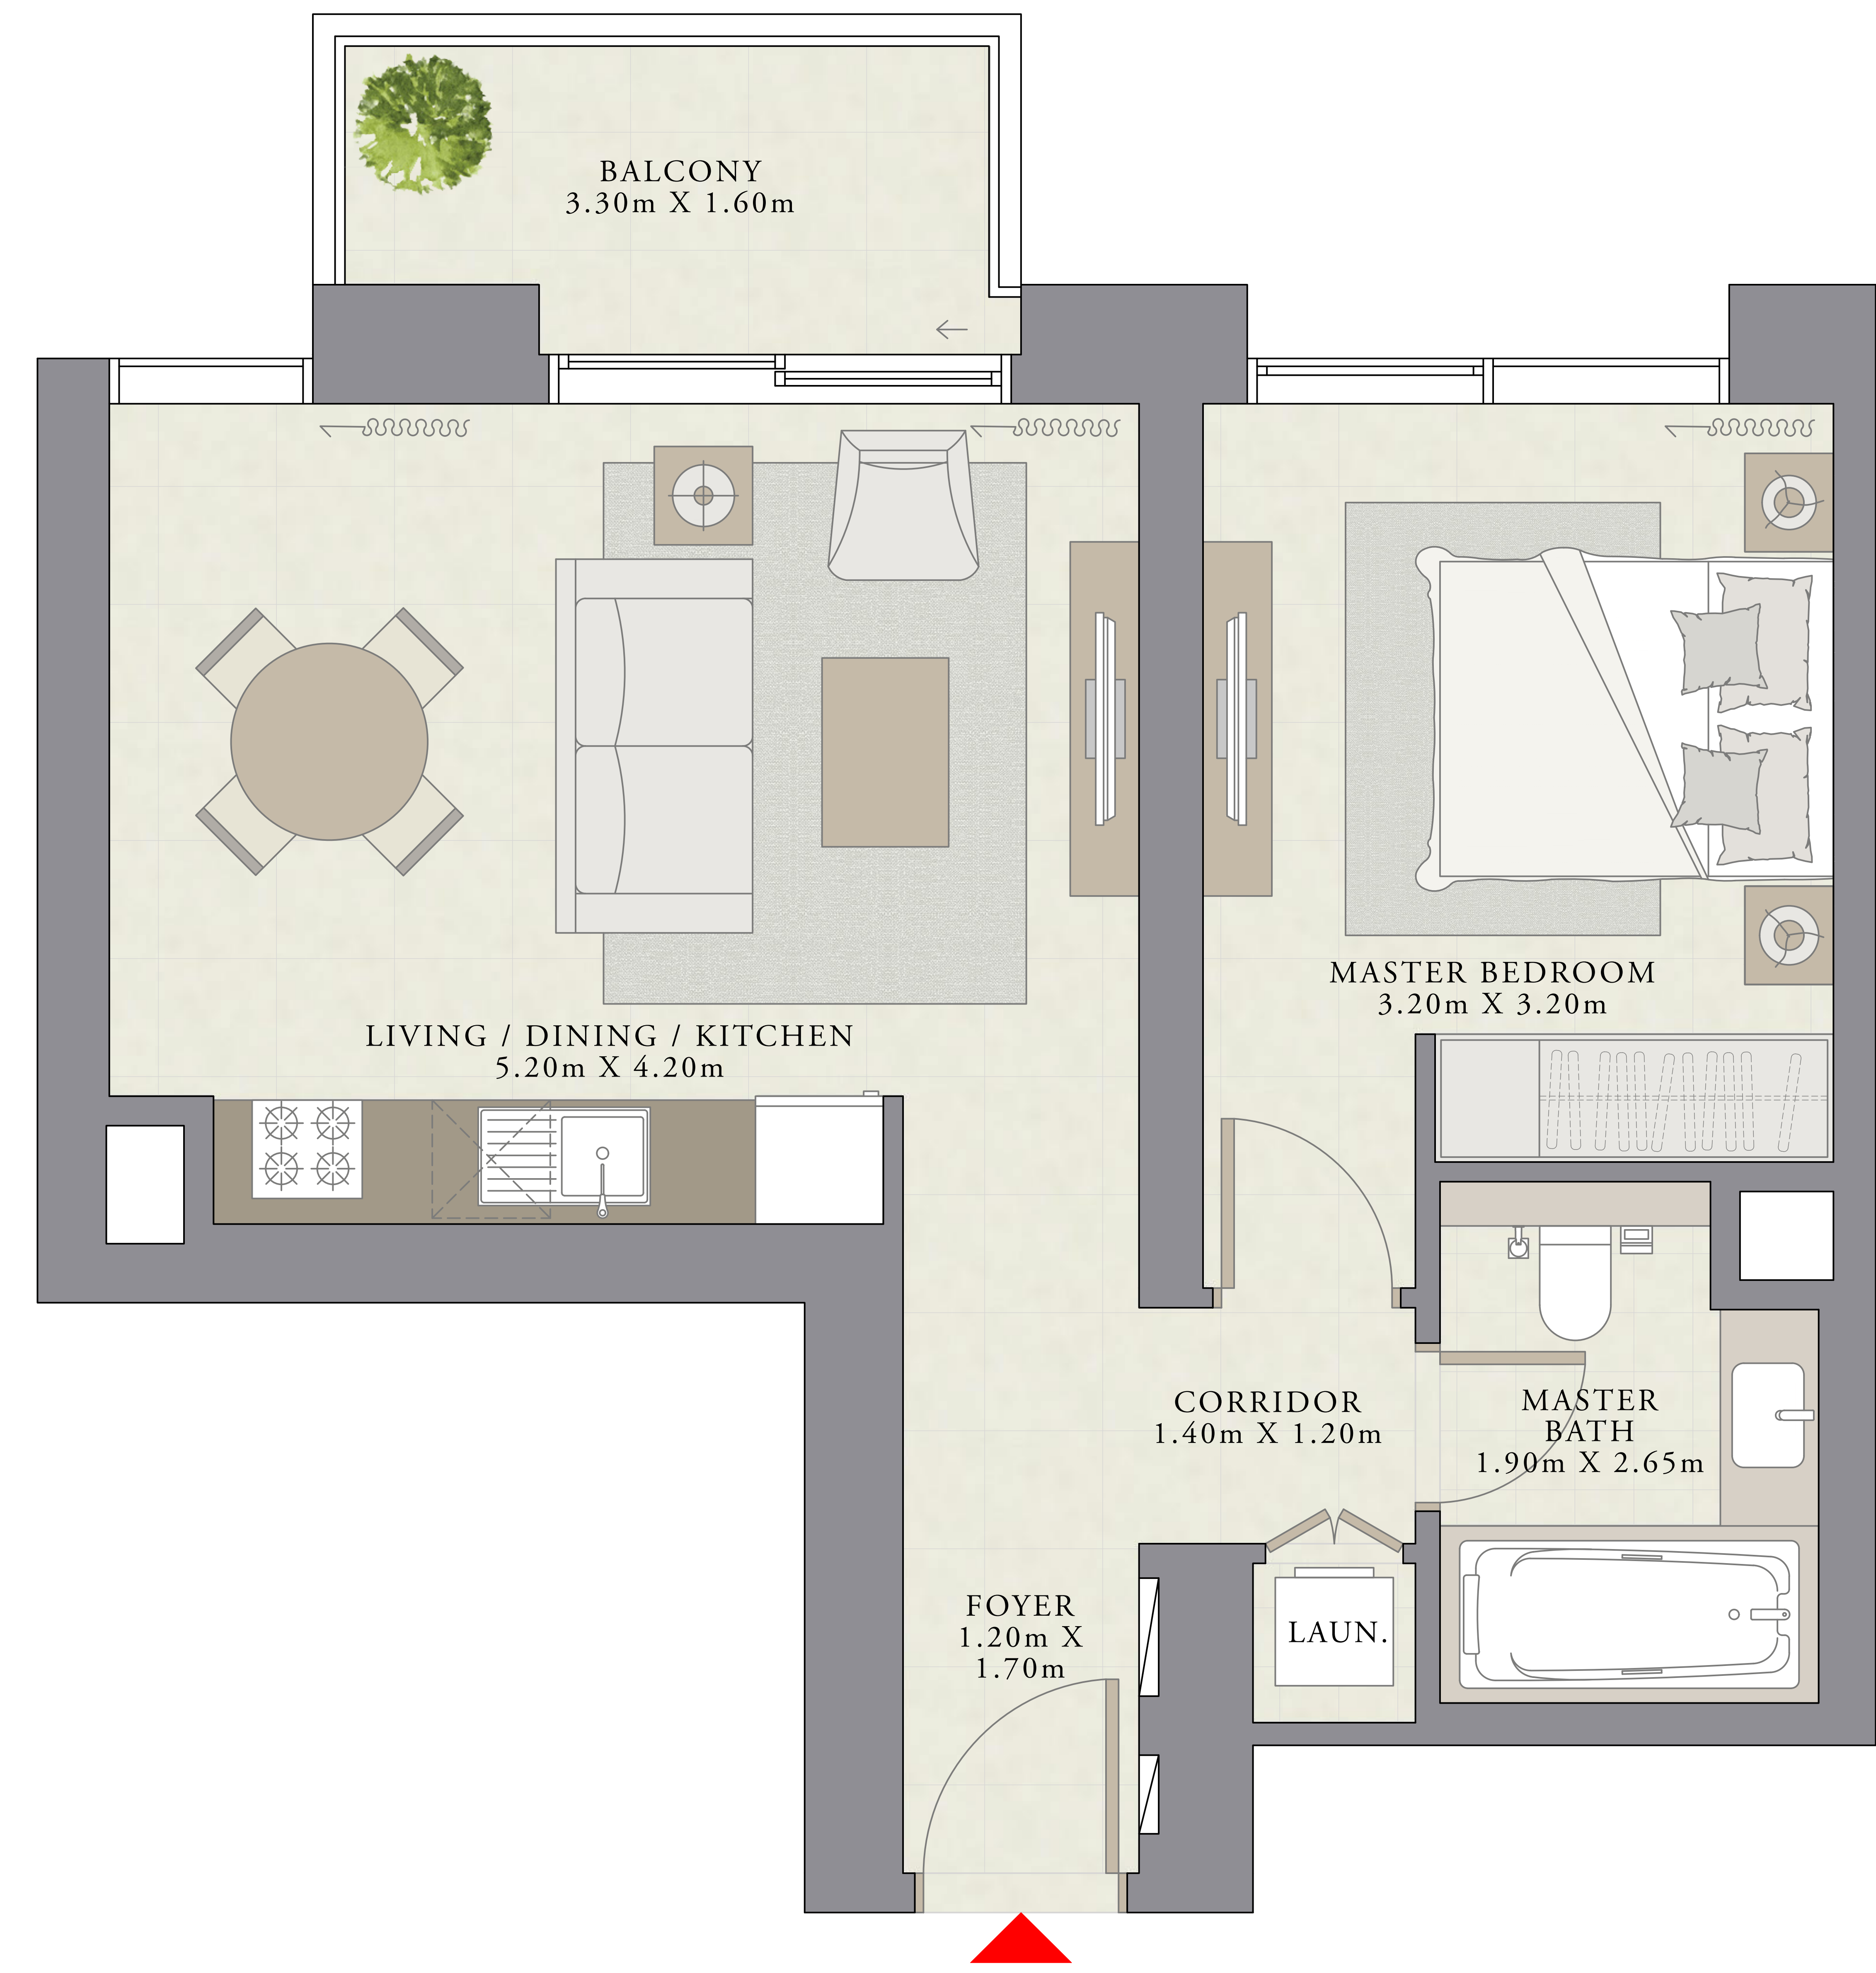 BALCONY
3.30m X 1.60m
MASTER BEDROOM
3.20m X 3.20m
LIVING / DINING / KITCHEN
5.20m X 4.20m
CORRIDOR
1.40m X 1.20m
MASTER
BATH
1.90m X 2.65m
FOYER
1.20m X
1.70m
LAUN.